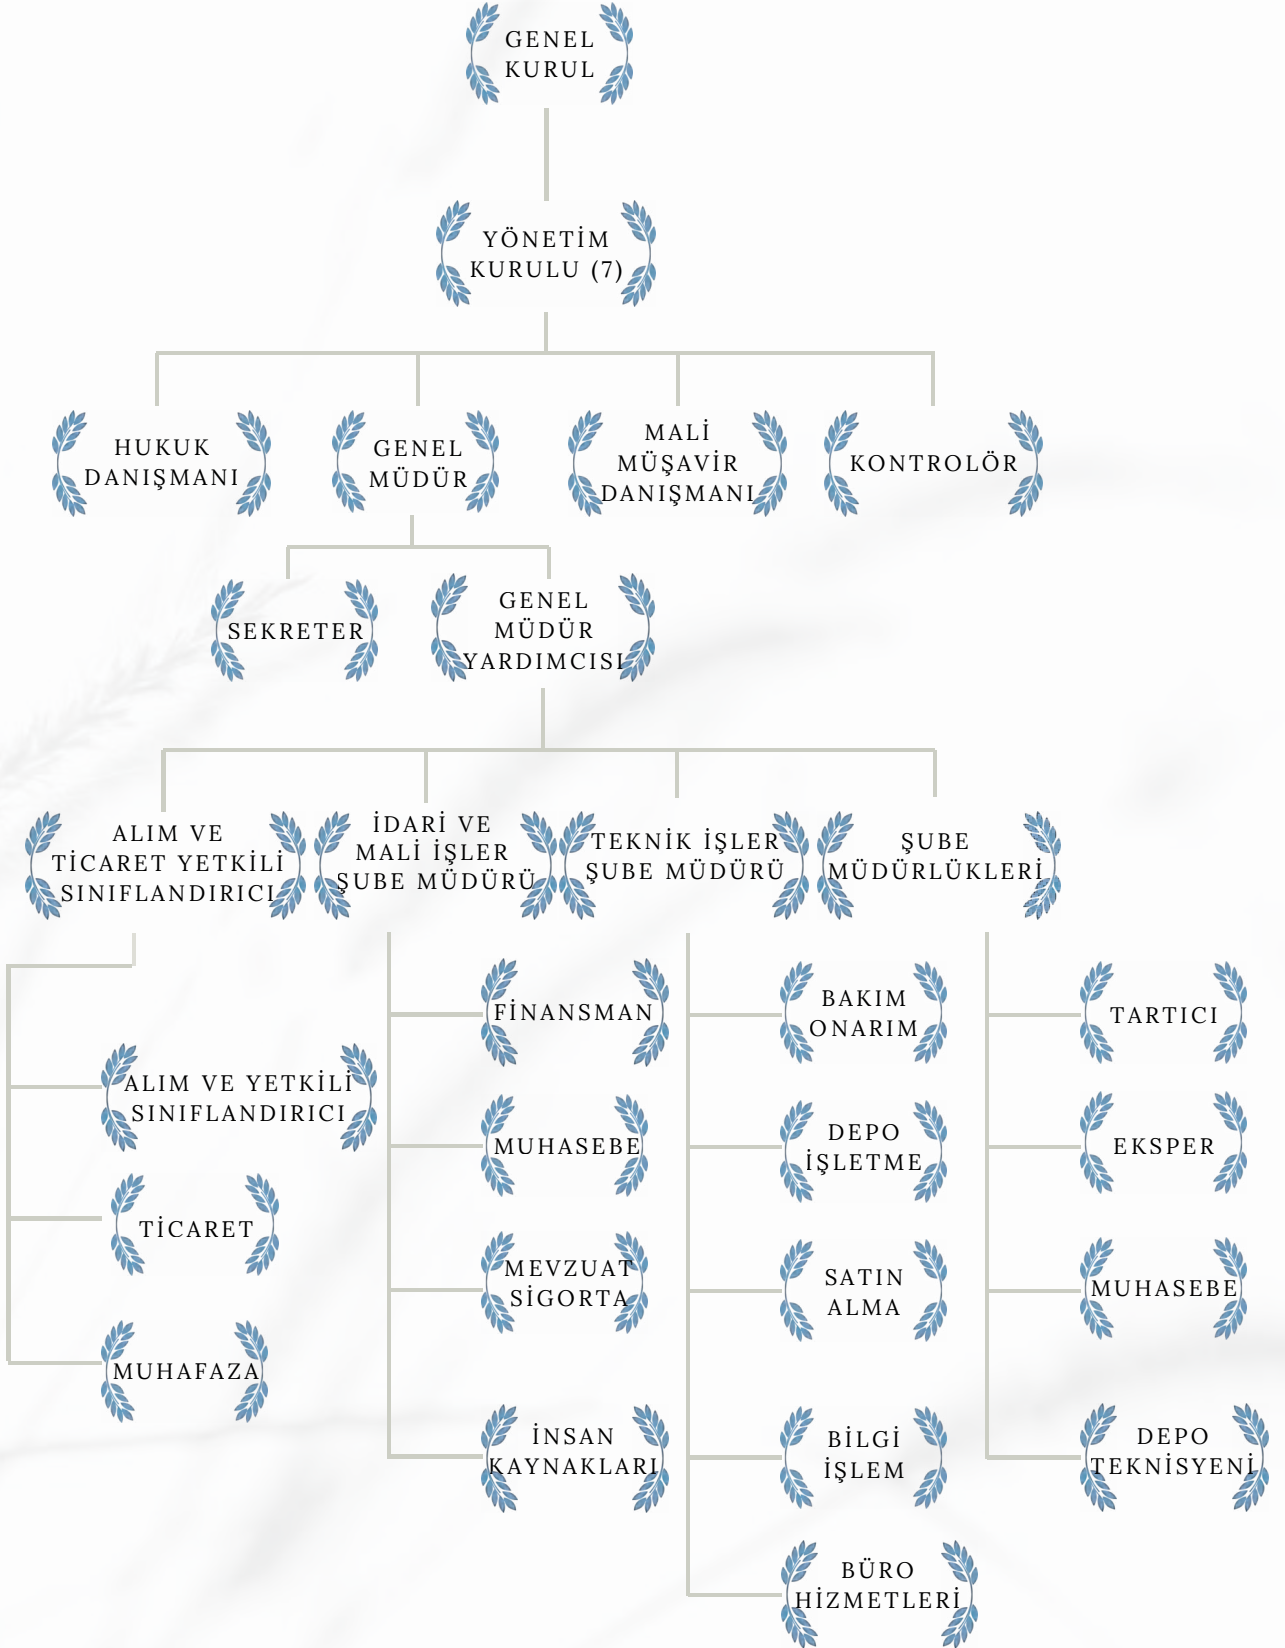 GENEL
KURUL
YÖNETİM
KURULU (7)
HUKUK
DANIŞMANI
GENEL
MÜDÜR
MALİ
MÜŞAVİR
DANIŞMANI
KONTROLÖR
SEKRETER
GENEL
MÜDÜR
YARDIMCISI
ALIM VE
TİCARET YETKİLİ
SINIFLANDIRICI
İDARİ VE
MALİ İŞLER
ŞUBE MÜDÜRÜ
TEKNİK İŞLER
ŞUBE MÜDÜRÜ
ŞUBE
MÜDÜRLÜKLERİ
ALIM VE YETKİLİ
SINIFLANDIRICI
TİCARET
MUHAFAZA
FİNANSMAN
MUHASEBE
MEVZUAT
SİGORTA
İNSAN
KAYNAKLARI
BAKIM
ONARIM
DEPO
İŞLETME
SATIN
ALMA
BİLGİ
İŞLEM
BÜRO
HİZMETLERİ
TARTICI
EKSPER
MUHASEBE
DEPO
TEKNİSYENİ